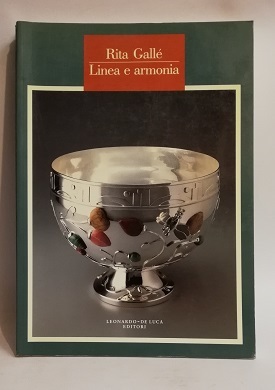 Rita Gallé
Linea e armonia
LEONARDO-DE LUCA
EDITORI